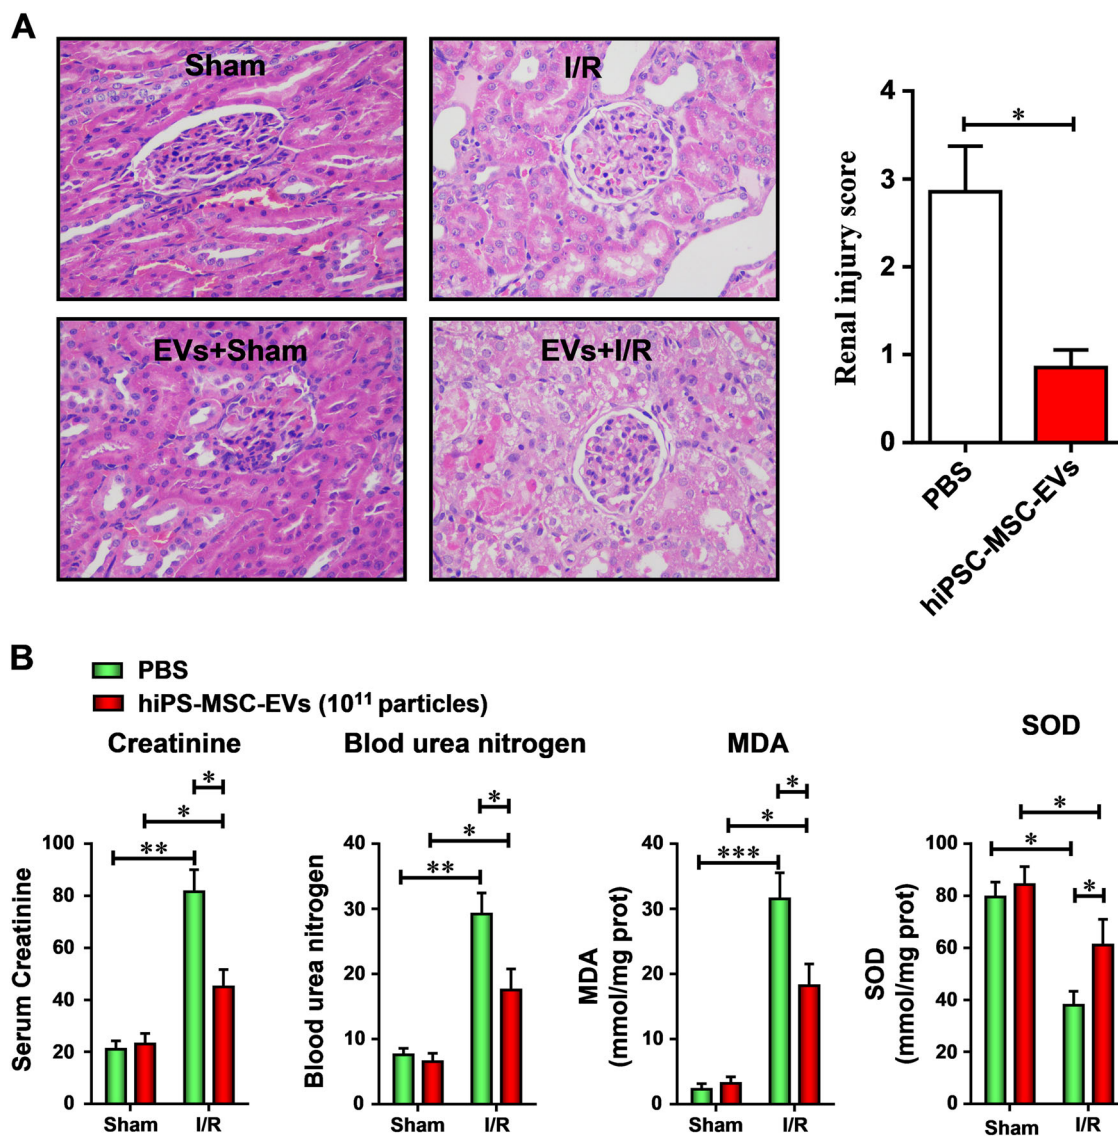 A
Sham
I/R
EVs+Sham
EVs+I/R
Renal injury score
4
3
2
1
0
*
PBS
hiPSC-MSC-EVs
B
PBS
hiPS-MSC-EVs (10¹¹ particles)
Creatinine
Serum Creatinine
100
80
60
40
20
0
**
*
*
Sham
I/R
Blod urea nitrogen
Blood urea nitrogen
40
30
20
10
0
**
*
*
Sham
I/R
MDA
MDA
(mmol/mg prot)
40
30
20
10
0
***
*
*
Sham
I/R
SOD
SOD
(mmol/mg prot)
100
80
60
40
20
0
*
*
*
Sham
I/R